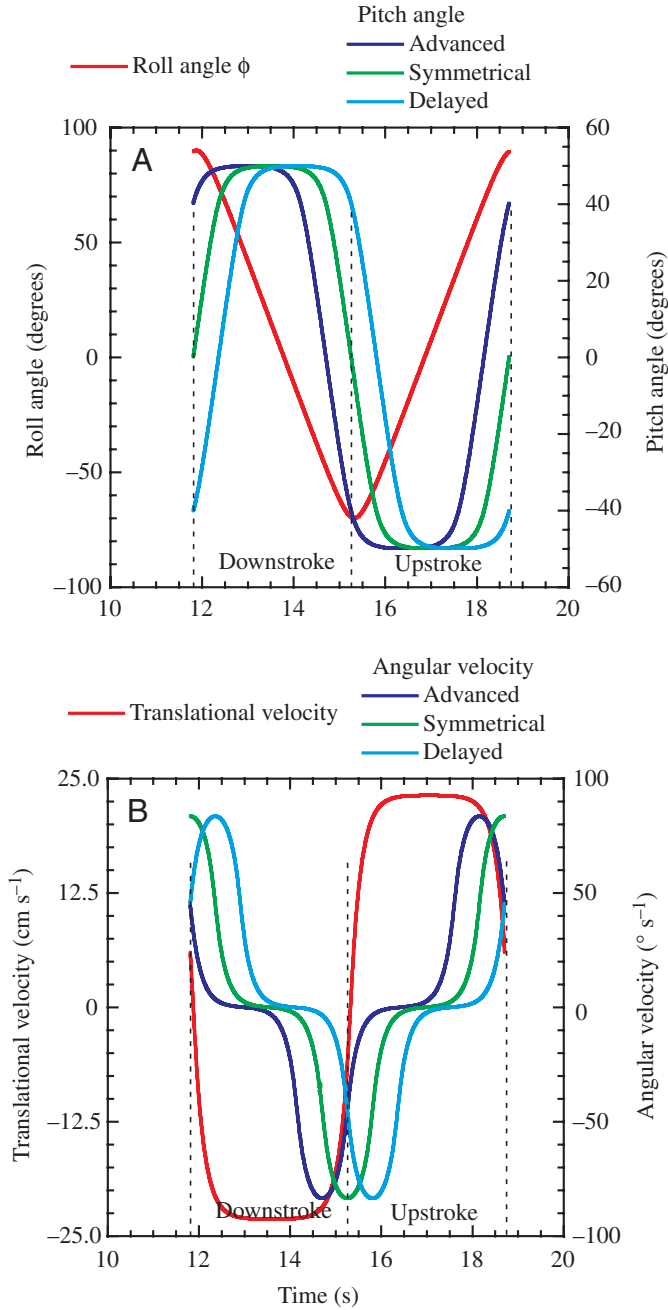 Pitch angle
Roll angle ϕ
Advanced
Symmetrical
Delayed
A
100
50
0
–50
–100
Roll angle (degrees)
60
40
20
0
–20
–40
–60
Pitch angle (degrees)
Downstroke
Upstroke
10
12
14
16
18
20
Angular velocity
Translational velocity
Advanced
Symmetrical
Delayed
B
25.0
12.5
0
–12.5
–25.0
Translational velocity (cm s–1)
100
50
0
–50
–100
Angular velocity (° s–1)
Downstroke
Upstroke
10
12
14
16
18
20
Time (s)